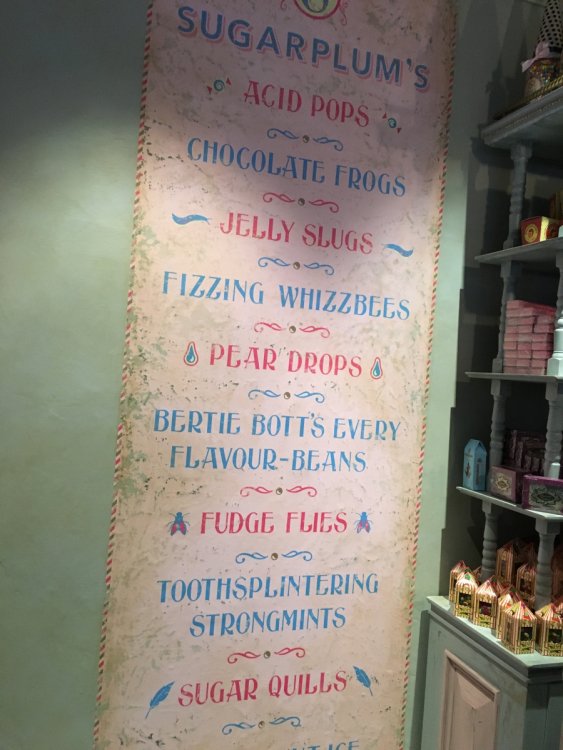 SUGARPLUM'S
ACID POPS
CHOCOLATE FROGS
JELLY SLUGS
FIZZING WHIZZBEES
PEAR DROPS
BERTIE BOTT'S EVERY
FLAVOUR-BEANS
FUDGE FLIES
TOOTHSPLINTERING
STRONGMINTS
SUGAR QUILLS
ICE